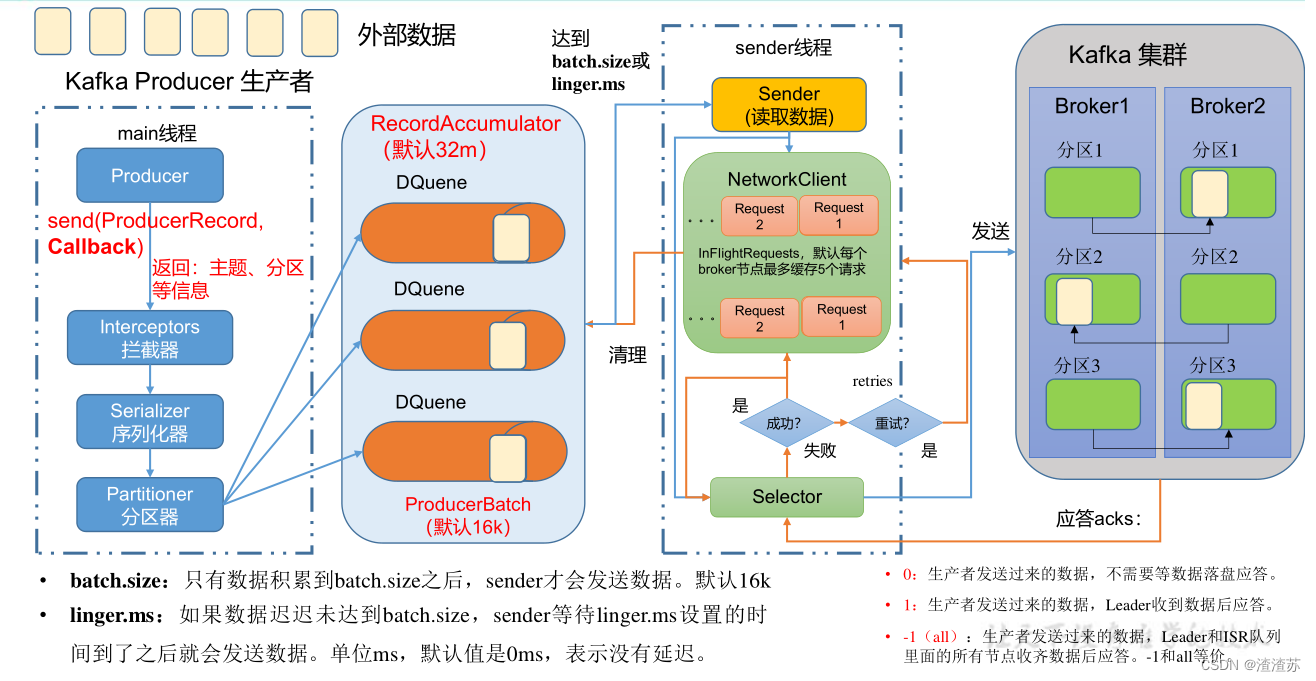 外部数据
Kafka Producer 生产者
main线程
Producer
send(ProducerRecord,
Callback)
返回：主题、分区
等信息
Interceptors
拦截器
Serializer
序列化器
Partitioner
分区器
RecordAccumulator
（默认32m）
DQuene
DQuene
DQuene
ProducerBatch
（默认16k）
达到
batch.size或
linger.ms
清理
sender线程
Sender
(读取数据)
NetworkClient
. . .
Request
2
Request
1
InFlightRequests，默认每个
broker节点最多缓存5个请求
. . .
Request
2
Request
1
retries
是
成功?
失败
重试?
是
Selector
发送
Kafka 集群
Broker1
分区1
分区2
分区3
Broker2
分区1
分区2
分区3
应答acks：
• batch.size：只有数据积累到batch.size之后，sender才会发送数据。默认16k
• linger.ms：如果数据迟迟未达到batch.size，sender等待linger.ms设置的时
间到了之后就会发送数据。单位ms，默认值是0ms，表示没有延迟。
• 0：生产者发送过来的数据，不需要等数据落盘应答。
• 1：生产者发送过来的数据，Leader收到数据后应答。
• -1（all）：生产者发送过来的数据，Leader和ISR队列
里面的所有节点收齐数据后应答。-1和all等价。
CSDN @渣渣苏